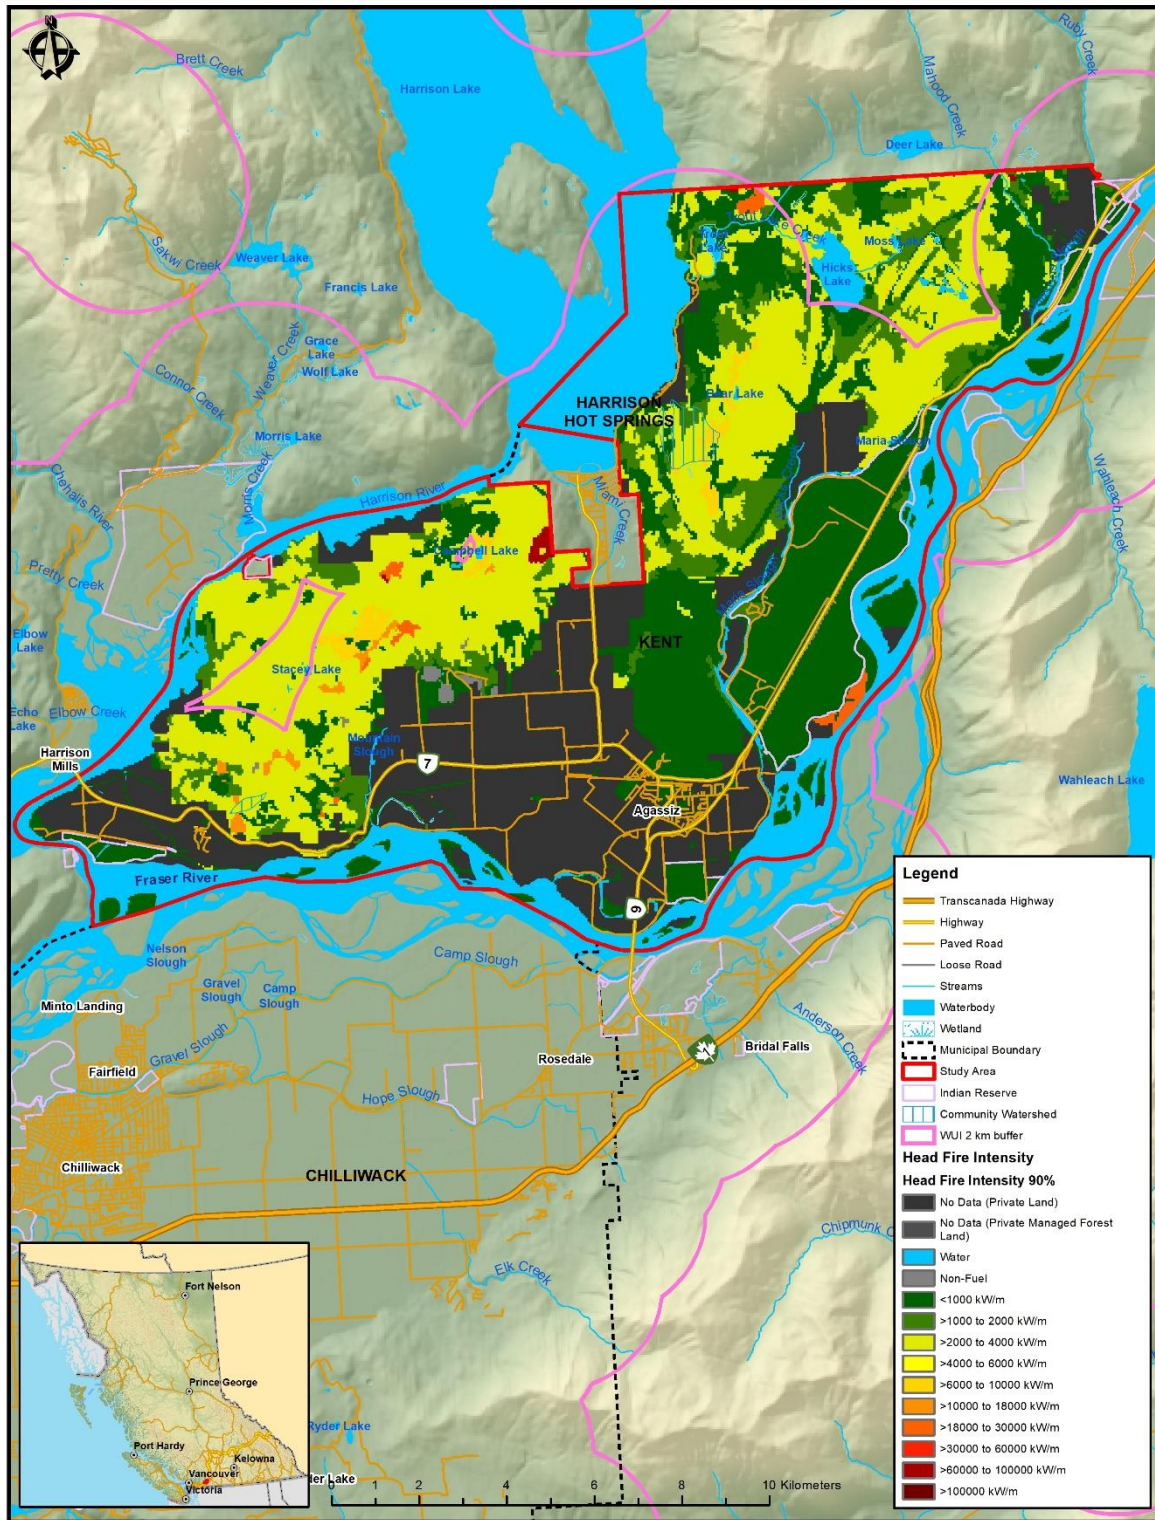 N
Brett Creek
Harrison Lake
Ruby Creek
Mahood Creek
Deer Lake
Sakwi Creek
Weaver Lake
Francis Lake
Trout Lake Creek
Moss Lake
Hicks
Lake
Grace
Lake
Wolf Lake
Weaver Creek
Connor Creek
HARRISON
HOT SPRINGS
Bear Lake
Maria Slough
Morris Lake
Chehalis River
Morris Creek
Harrison River
Miami Creek
Wahleach Creek
Campbell Lake
Pretty Creek
Maria Slough
Elbow
Lake
KENT
Stacey Lake
Echo
Lake
Elbow Creek
Harrison
Mills
Mountain
Slough
7
Wahleach Lake
Agassiz
Fraser River
9
Nelson
Slough
Camp Slough
Gravel
Slough
Camp
Slough
Minto Landing
Gravel Slough
Anderson Creek
Rosedale
Bridal Falls
Fairfield
Hope Slough
Chilliwack
CHILLIWACK
Chipmunk C
Elk Creek
Ryder Lake
der Lake
0 1 2 4 6 8 10 Kilometers
Fort Nelson
Prince George
Port Hardy
Kelowna
Vancouver
Victoria
Legend
Transcanada Highway
Highway
Paved Road
Loose Road
Streams
Waterbody
Wetland
Municipal Boundary
Study Area
Indian Reserve
Community Watershed
WUI 2 km buffer
Head Fire Intensity
Head Fire Intensity 90%
No Data (Private Land)
No Data (Private Managed Forest
Land)
Water
Non-Fuel
<1000 kW/m
>1000 to 2000 kW/m
>2000 to 4000 kW/m
>4000 to 6000 kW/m
>6000 to 10000 kW/m
>10000 to 18000 kW/m
>18000 to 30000 kW/m
>30000 to 60000 kW/m
>60000 to 100000 kW/m
>100000 kW/m